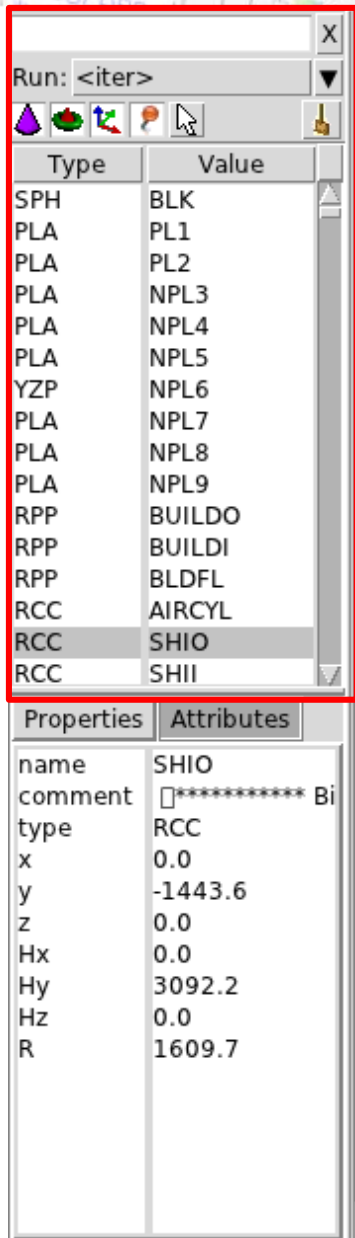 X
Run: <iter>
Type Value
SPH BLK
PLA PL1
PLA PL2
PLA NPL3
PLA NPL4
PLA NPL5
YZP NPL6
PLA NPL7
PLA NPL8
PLA NPL9
RPP BUILDO
RPP BUILDI
RPP BLDFL
RCC AIRCYL
RCC SHIO
RCC SHII
Properties Attributes
name SHIO
comment □*********** Bi
type RCC
x 0.0
y -1443.6
z 0.0
Hx 0.0
Hy 3092.2
Hz 0.0
R 1609.7